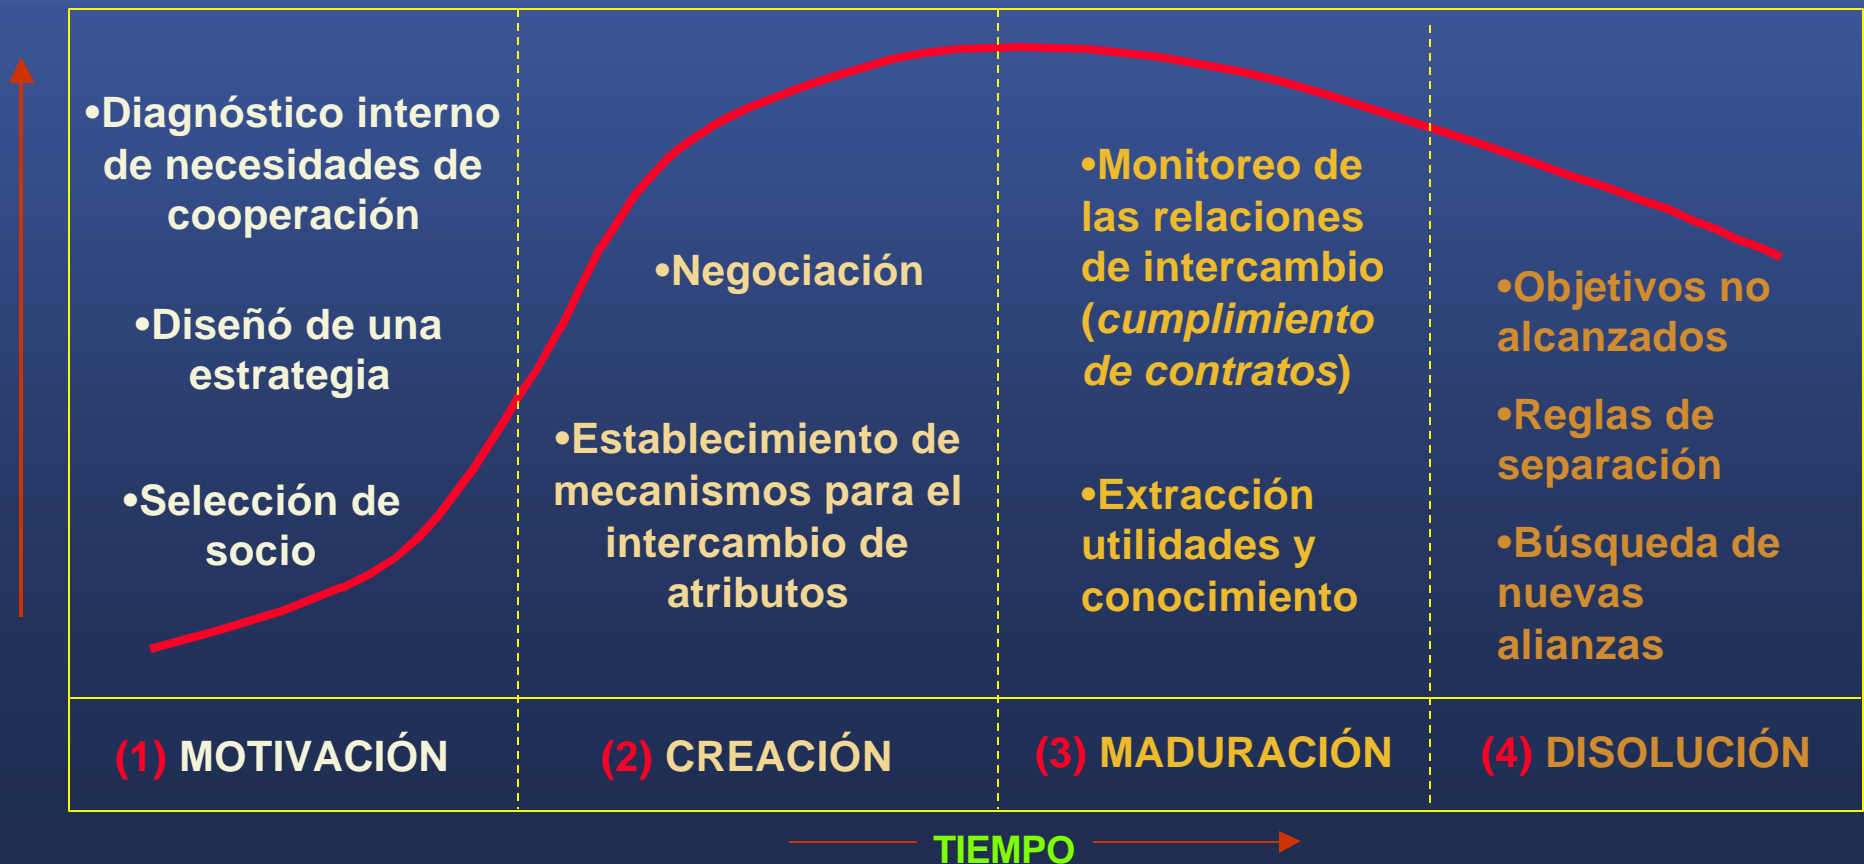 •Diagnóstico interno
de necesidades de
cooperación
•Diseñó de una
estrategia
•Selección de
socio
•Negociación
•Establecimiento de
mecanismos para el
intercambio de
atributos
•Monitoreo de
las relaciones
de intercambio
(cumplimiento
de contratos)
•Extracción
utilidades y
conocimiento
•Objetivos no
alcanzados
•Reglas de
separación
•Búsqueda de
nuevas
alianzas
(1) MOTIVACIÓN
(2) CREACIÓN
(3) MADURACIÓN
(4) DISOLUCIÓN
TIEMPO